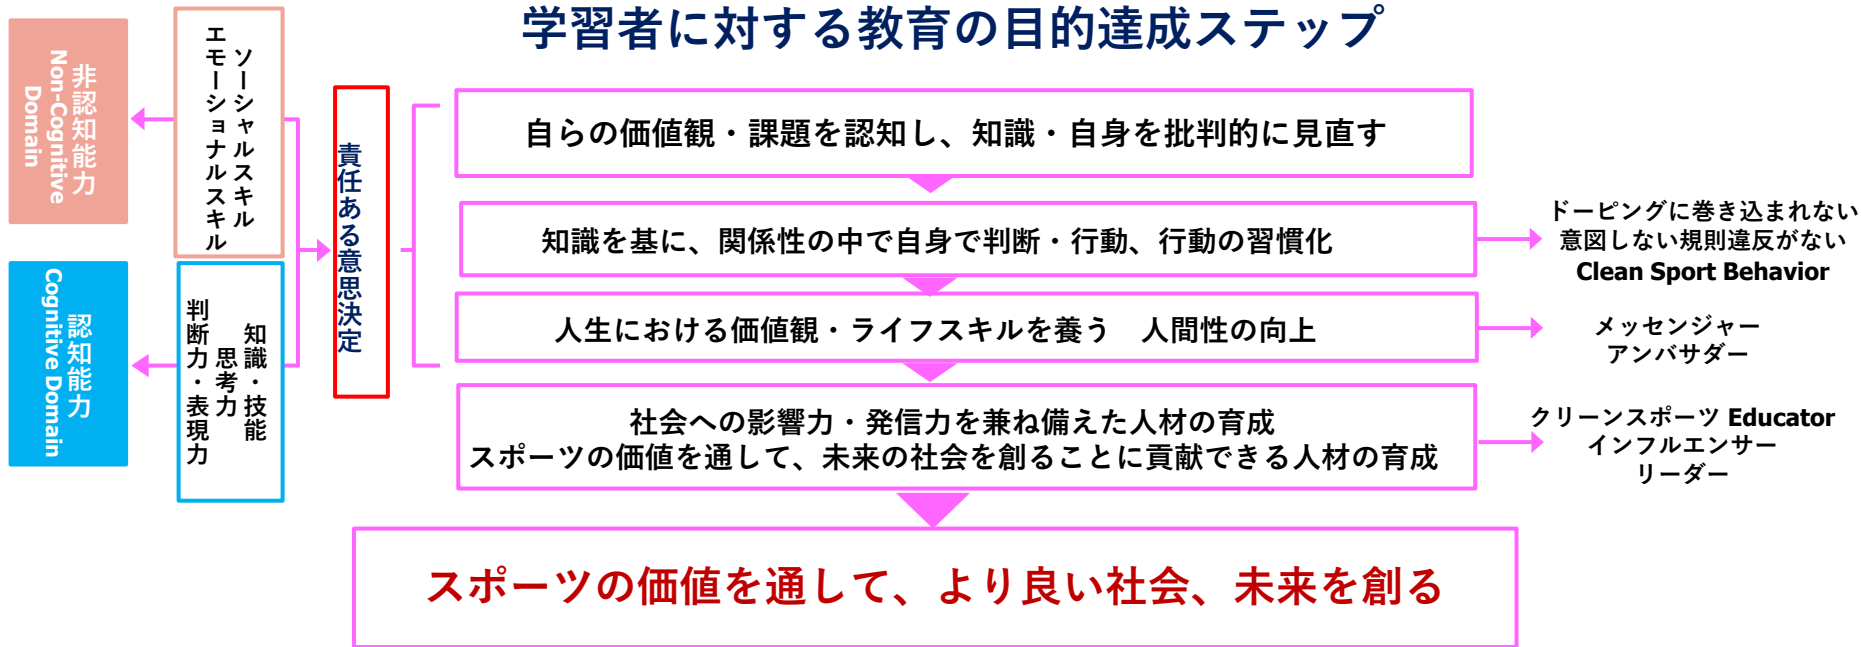 学習者に対する教育の目的達成ステップ
非認知能力
Non-Cognitive
Domain
ソーシャルスキル
エモーショナルスキル
認知能力
Cognitive Domain
知識・技能
思考力
判断力・表現力
責任ある意思決定
自らの価値観・課題を認知し、知識・自身を批判的に見直す
知識を基に、関係性の中で自身で判断・行動、行動の習慣化
ドーピングに巻き込まれない
意図しない規則違反がない
Clean Sport Behavior
人生における価値観・ライフスキルを養う　人間性の向上
メッセンジャー
アンバサダー
社会への影響力・発信力を兼ね備えた人材の育成
スポーツの価値を通して、未来の社会を創ることに貢献できる人材の育成
クリーンスポーツ Educator
インフルエンサー
リーダー
スポーツの価値を通して、より良い社会、未来を創る